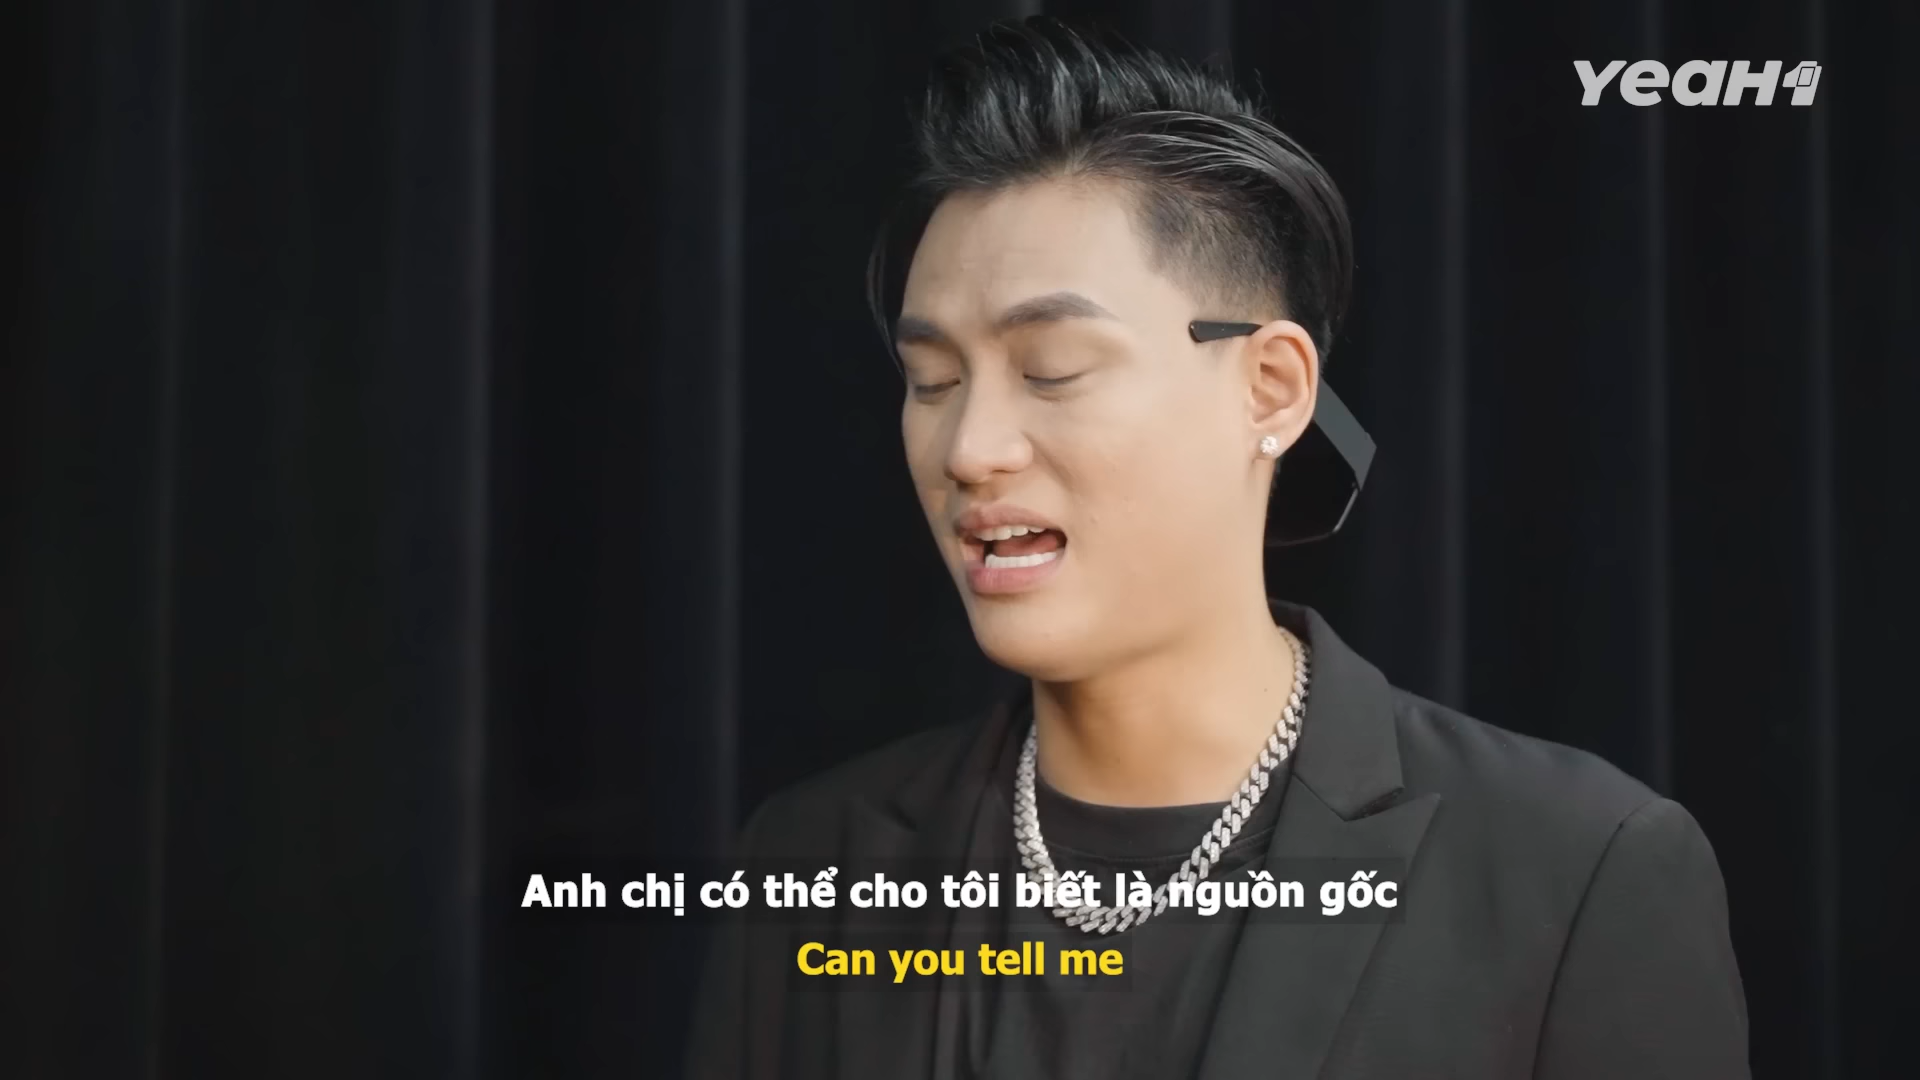 YEAH1
Anh chị có thể cho tôi biết là nguồn gốc
Can you tell me